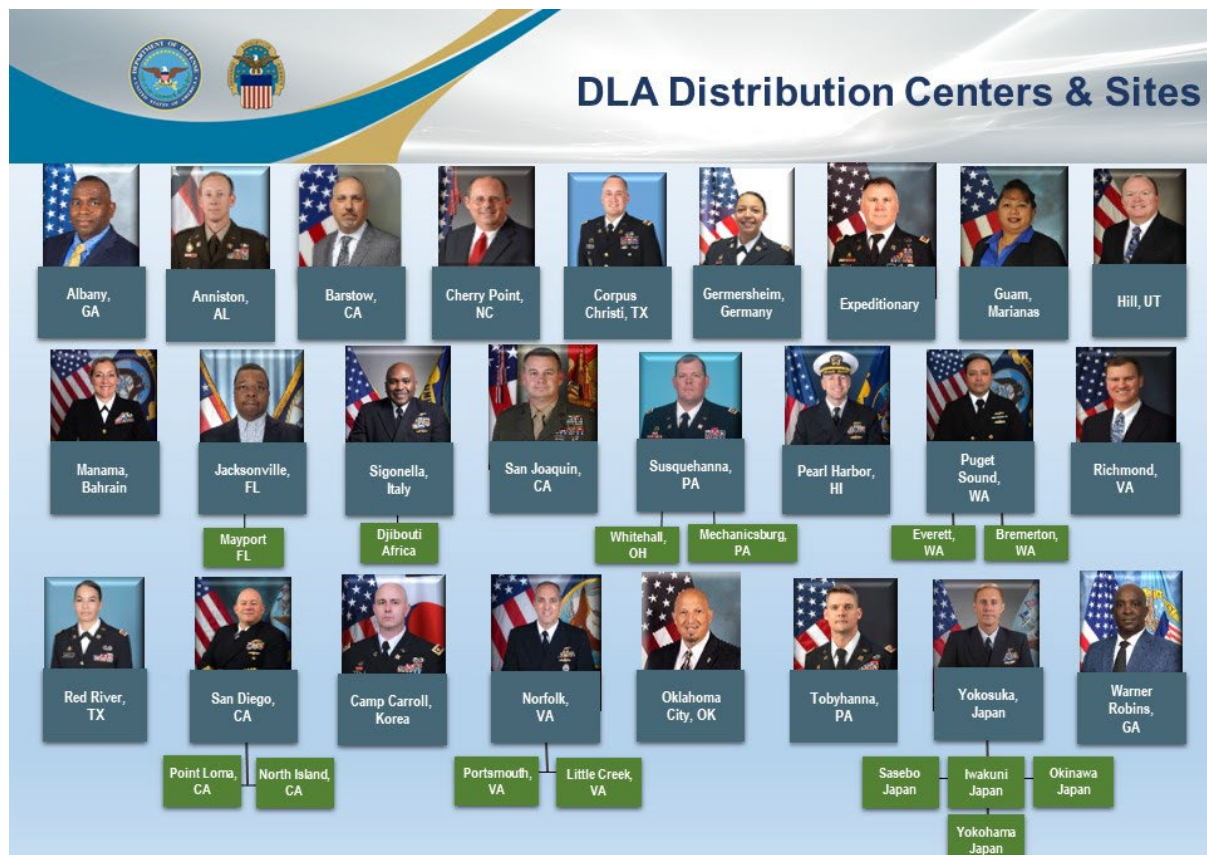 DLA Distribution Centers & Sites
Albany,
GA
Anniston,
AL
Barstow,
CA
Cherry Point,
NC
Corpus
Christi, TX
Germersheim,
Germany
Expeditionary
Guam,
Marianas
Hill, UT
Manama,
Bahrain
Jacksonville,
FL
Sigonella,
Italy
San Joaquin,
CA
Susquehanna,
PA
Pearl Harbor,
HI
Puget
Sound,
WA
Richmond,
VA
Mayport
FL
Djibouti
Africa
Whitehall,
OH
Mechanicsburg,
PA
Everett,
WA
Bremerton,
WA
Red River,
TX
San Diego,
CA
Camp Carroll,
Korea
Norfolk,
VA
Oklahoma
City, OK
Tobyhanna,
PA
Yokosuka,
Japan
Warner
Robins,
GA
Point Loma,
CA
North Island,
CA
Portsmouth,
VA
Little Creek,
VA
Sasebo
Japan
Iwakuni
Japan
Okinawa
Japan
Yokohama
Japan